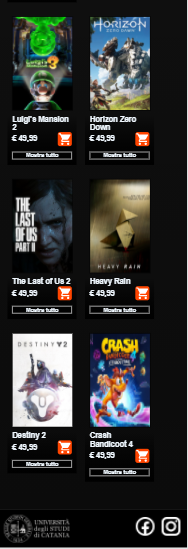 LUIGI'S MANSION 3
HORIZON
ZERO DAWN
Luigi's Mansion
2
€ 49,99
Mostra tutto
Horizon Zero
Down
€ 49,99
Mostra tutto
THE
LAST
OF US
PART II
HEAVY RAIN
The Last of Us 2
€ 49,99
Mostra tutto
Heavy Rain
€ 49,99
Mostra tutto
DESTINY 2
CRASH
BANDICOOT 4
Destiny 2
€ 49,99
Mostra tutto
Crash
Bandicoot 4
€ 49,99
Mostra tutto
UNIVERSITÀ
degli STUDI
di CATANIA